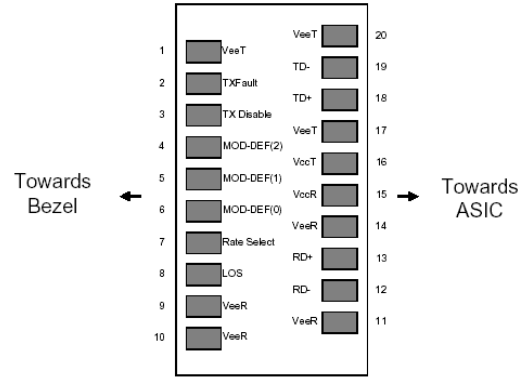 VeeT 20
1 VeeT
TD- 19
2 TXFault
TD+ 18
3 TX Disable
VeeT 17
4 MOD-DEF(2)
VccT 16
5 MOD-DEF(1)
Towards Bezel
VccR 15
Towards ASIC
6 MOD-DEF(0)
VeeR 14
7 Rate Select
RD+ 13
8 LOS
RD- 12
9 VeeR
VeeR 11
10 VeeR